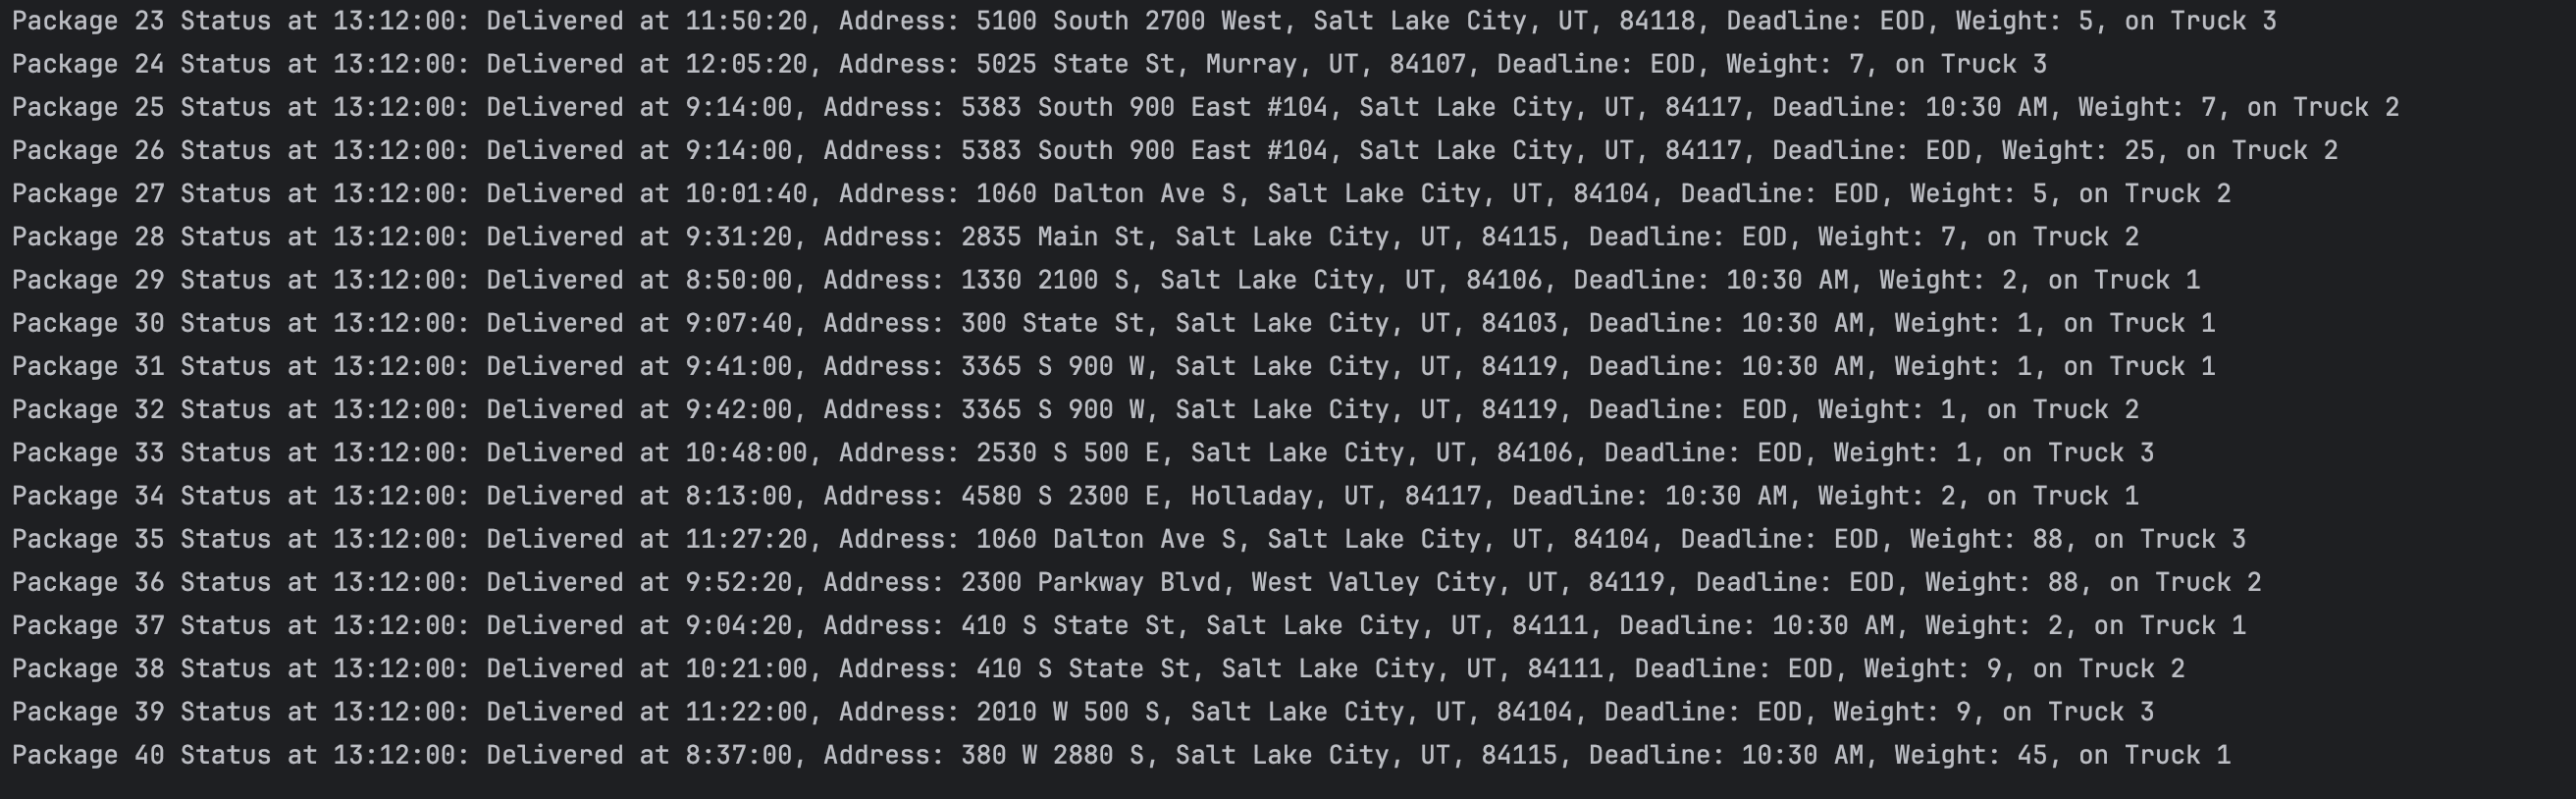 Package 23 Status at 13:12:00: Delivered at 11:50:20, Address: 5100 South 2700 West, Salt Lake City, UT, 84118, Deadline: EOD, Weight: 5, on Truck 3
Package 24 Status at 13:12:00: Delivered at 12:05:20, Address: 5025 State St, Murray, UT, 84107, Deadline: EOD, Weight: 7, on Truck 3
Package 25 Status at 13:12:00: Delivered at 9:14:00, Address: 5383 South 900 East #104, Salt Lake City, UT, 84117, Deadline: 10:30 AM, Weight: 7, on Truck 2
Package 26 Status at 13:12:00: Delivered at 9:14:00, Address: 5383 South 900 East #104, Salt Lake City, UT, 84117, Deadline: EOD, Weight: 25, on Truck 2
Package 27 Status at 13:12:00: Delivered at 10:01:40, Address: 1060 Dalton Ave S, Salt Lake City, UT, 84104, Deadline: EOD, Weight: 5, on Truck 2
Package 28 Status at 13:12:00: Delivered at 9:31:20, Address: 2835 Main St, Salt Lake City, UT, 84115, Deadline: EOD, Weight: 7, on Truck 2
Package 29 Status at 13:12:00: Delivered at 8:50:00, Address: 1330 2100 S, Salt Lake City, UT, 84106, Deadline: 10:30 AM, Weight: 2, on Truck 1
Package 30 Status at 13:12:00: Delivered at 9:07:40, Address: 300 State St, Salt Lake City, UT, 84103, Deadline: 10:30 AM, Weight: 1, on Truck 1
Package 31 Status at 13:12:00: Delivered at 9:41:00, Address: 3365 S 900 W, Salt Lake City, UT, 84119, Deadline: 10:30 AM, Weight: 1, on Truck 1
Package 32 Status at 13:12:00: Delivered at 9:42:00, Address: 3365 S 900 W, Salt Lake City, UT, 84119, Deadline: EOD, Weight: 1, on Truck 2
Package 33 Status at 13:12:00: Delivered at 10:48:00, Address: 2530 S 500 E, Salt Lake City, UT, 84106, Deadline: EOD, Weight: 1, on Truck 3
Package 34 Status at 13:12:00: Delivered at 8:13:00, Address: 4580 S 2300 E, Holladay, UT, 84117, Deadline: 10:30 AM, Weight: 2, on Truck 1
Package 35 Status at 13:12:00: Delivered at 11:27:20, Address: 1060 Dalton Ave S, Salt Lake City, UT, 84104, Deadline: EOD, Weight: 88, on Truck 3
Package 36 Status at 13:12:00: Delivered at 9:52:20, Address: 2300 Parkway Blvd, West Valley City, UT, 84119, Deadline: EOD, Weight: 88, on Truck 2
Package 37 Status at 13:12:00: Delivered at 9:04:20, Address: 410 S State St, Salt Lake City, UT, 84111, Deadline: 10:30 AM, Weight: 2, on Truck 1
Package 38 Status at 13:12:00: Delivered at 10:21:00, Address: 410 S State St, Salt Lake City, UT, 84111, Deadline: EOD, Weight: 9, on Truck 2
Package 39 Status at 13:12:00: Delivered at 11:22:00, Address: 2010 W 500 S, Salt Lake City, UT, 84104, Deadline: EOD, Weight: 9, on Truck 3
Package 40 Status at 13:12:00: Delivered at 8:37:00, Address: 380 W 2880 S, Salt Lake City, UT, 84115, Deadline: 10:30 AM, Weight: 45, on Truck 1